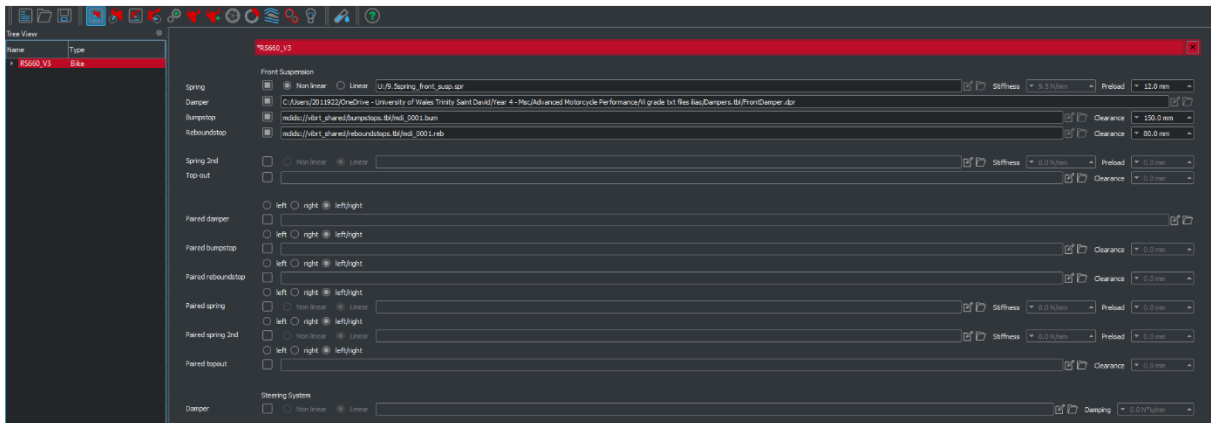 Tree View
Name Type
RS660_V3 Bike
*RS660_V3
Front Suspension
Spring Non linear Linear U:/9.5spring_front_susp.spr Stiffness 9.5 N/mm Preload 12.0 mm
Damper C:/Users/2011922/OneDrive - University of Wales Trinity Saint David/Year 4 - Msc/Advanced Motorcycle Performance/Vi grade txt files ilias/Dampers.tbl/FrontDamper.dpr
Bumpstop mdids://vibrt_shared/bumpstops.tbl/mdi_0001.bum Clearance 150.0 mm
Reboundstop mdids://vibrt_shared/reboundstops.tbl/mdi_0001.reb Clearance 80.0 mm
Spring 2nd Non linear Linear Stiffness 0.0 N/mm Preload 0.0 mm
Top-out Clearance 0.0 mm
left right left/right
Paired damper
left right left/right
Paired bumpstop Clearance 0.0 mm
left right left/right
Paired reboundstop Clearance 0.0 mm
left right left/right
Paired spring Non linear Linear Stiffness 0.0 N/mm Preload 0.0 mm
left right left/right
Paired spring 2nd Non linear Linear Stiffness 0.0 N/mm Preload 0.0 mm
left right left/right
Paired topout Clearance 0.0 mm
Steering System
Damper Non linear Linear Damping 0.0 N*s/mm